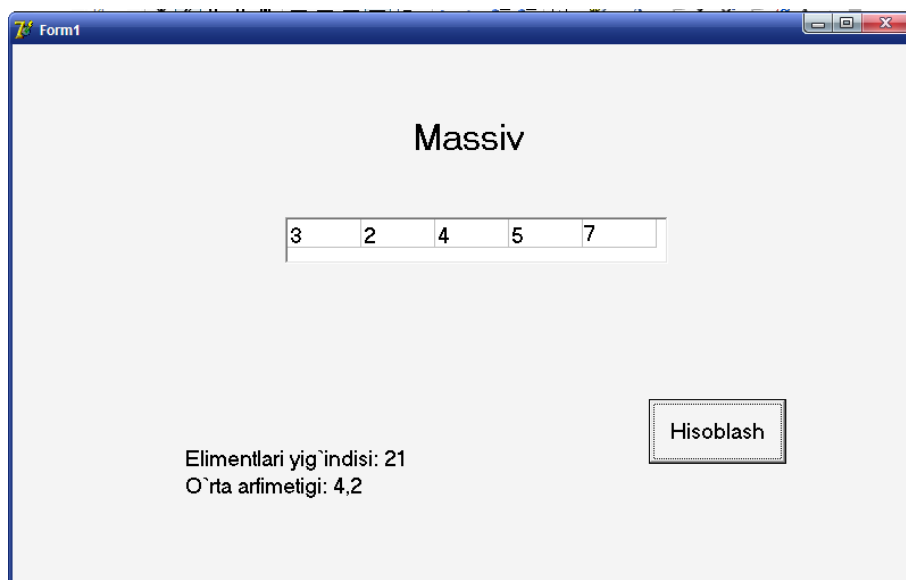 Form1
Massiv
3 2 4 5 7
Hisoblash
Elimentlari yig`indisi: 21
O`rta arfimetigi: 4,2